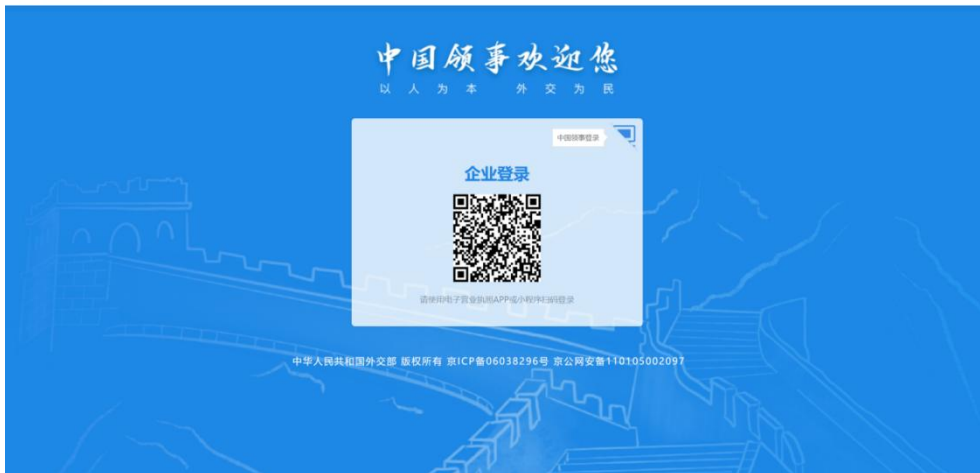 中国领事欢迎您
以人为本 外交为民
中国领事登录
企业登录
请使用电子营业执照APP或小程序扫码登录
中华人民共和国外交部 版权所有 京ICP备06038296号 京公网安备110105002097